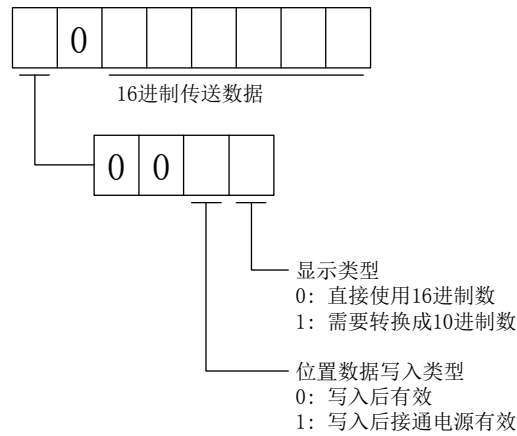 0
16进制传送数据
0 0
显示类型
0: 直接使用16进制数
1: 需要转换成10进制数
位置数据写入类型
0: 写入后有效
1: 写入后接通电源有效